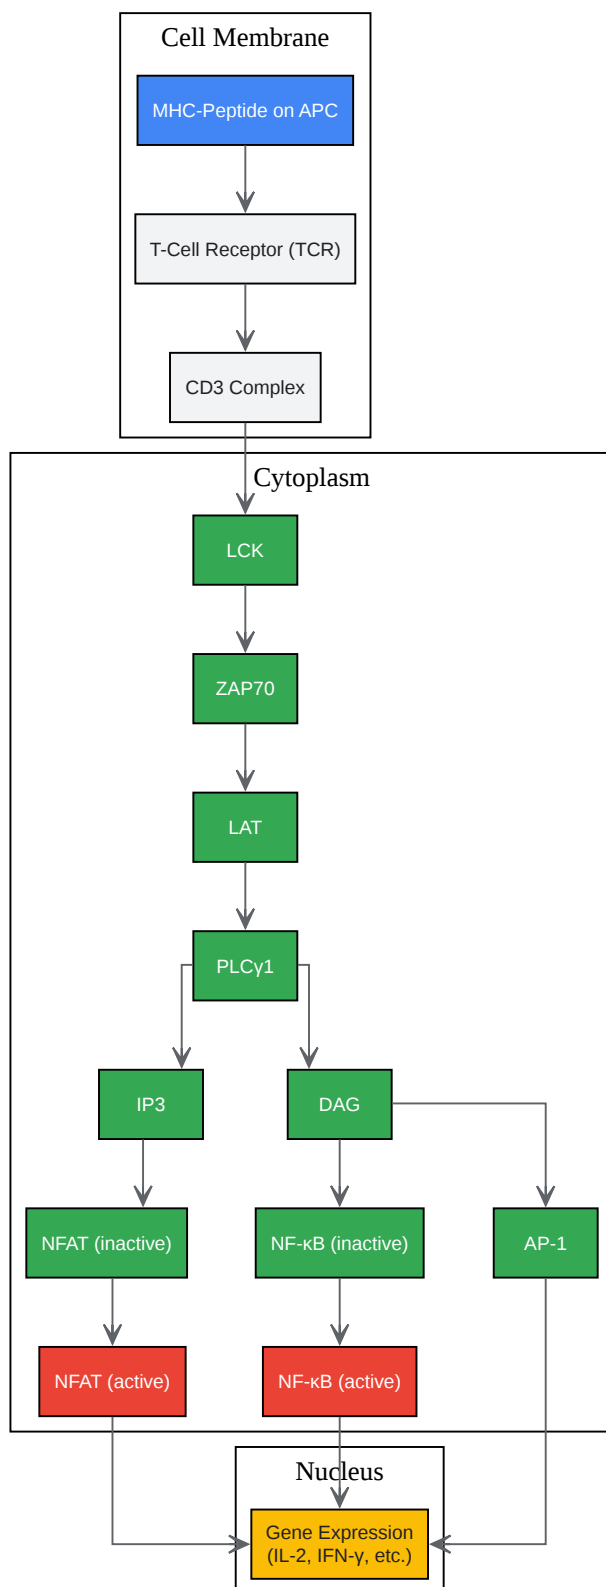 Cell Membrane
MHC-Peptide on APC
T-Cell Receptor (TCR)
CD3 Complex
Cytoplasm
LCK
ZAP70
LAT
PLCγ1
IP3
DAG
NFAT (inactive)
NF-κB (inactive)
AP-1
NFAT (active)
NF-κB (active)
Nucleus
Gene Expression
(IL-2, IFN-γ, etc.)